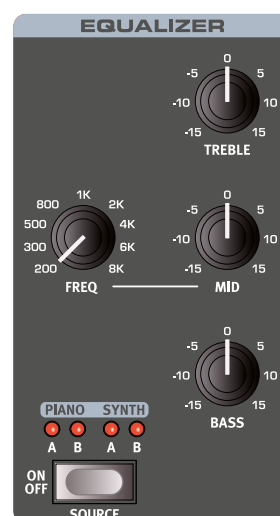 EQUALIZER
0
-5 5
-10 10
-15 15
TREBLE
1K
800 2K
500 4K
300 6K
200 8K
FREQ
0
-5 5
-10 10
-15 15
MID
0
-5 5
-10 10
-15 15
BASS
PIANO SYNTH
A B A B
ON
OFF
SOURCE